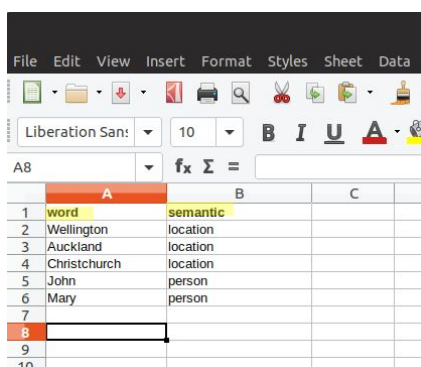 File Edit View Insert Format Styles Sheet Data
Liberation Sans 10 B I U A
A8 fx Σ =
A B C
1 word semantic
2 Wellington location
3 Auckland location
4 Christchurch location
5 John person
6 Mary person
7
8
9
10